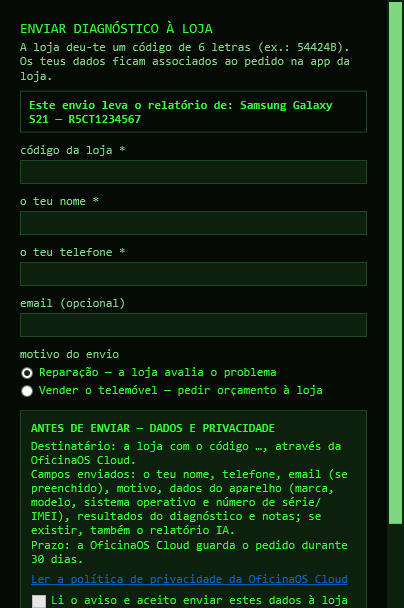 ENVIAR DIAGNÓSTICO À LOJA
A loja deu-te um código de 6 letras (ex.: 54424B).
Os teus dados ficam associados ao pedido na app da
loja.
Este envio leva o relatório de: Samsung Galaxy
S21 — R5CT1234567
código da loja *
o teu nome *
o teu telefone *
email (opcional)
motivo do envio
Reparação — a loja avalia o problema
Vender o telemóvel — pedir orçamento à loja
ANTES DE ENVIAR — DADOS E PRIVACIDADE
Destinatário: a loja com o código …, através da
OficinaOS Cloud.
Campos enviados: o teu nome, telefone, email (se
preenchido), motivo, dados do aparelho (marca,
modelo, sistema operativo e número de série/
IMEI), resultados do diagnóstico e notas; se
existir, também o relatório IA.
Prazo: a OficinaOS Cloud guarda o pedido durante
30 dias.
Ler a política de privacidade da OficinaOS Cloud
Li o aviso e aceito enviar estes dados à loja